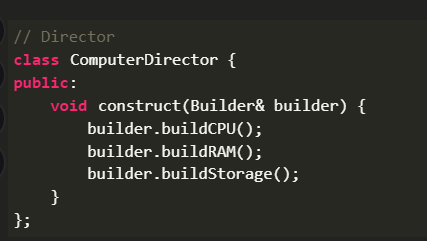 // Director
class ComputerDirector {
public:
    void construct(Builder& builder) {
        builder.buildCPU();
        builder.buildRAM();
        builder.buildStorage();
    }
};